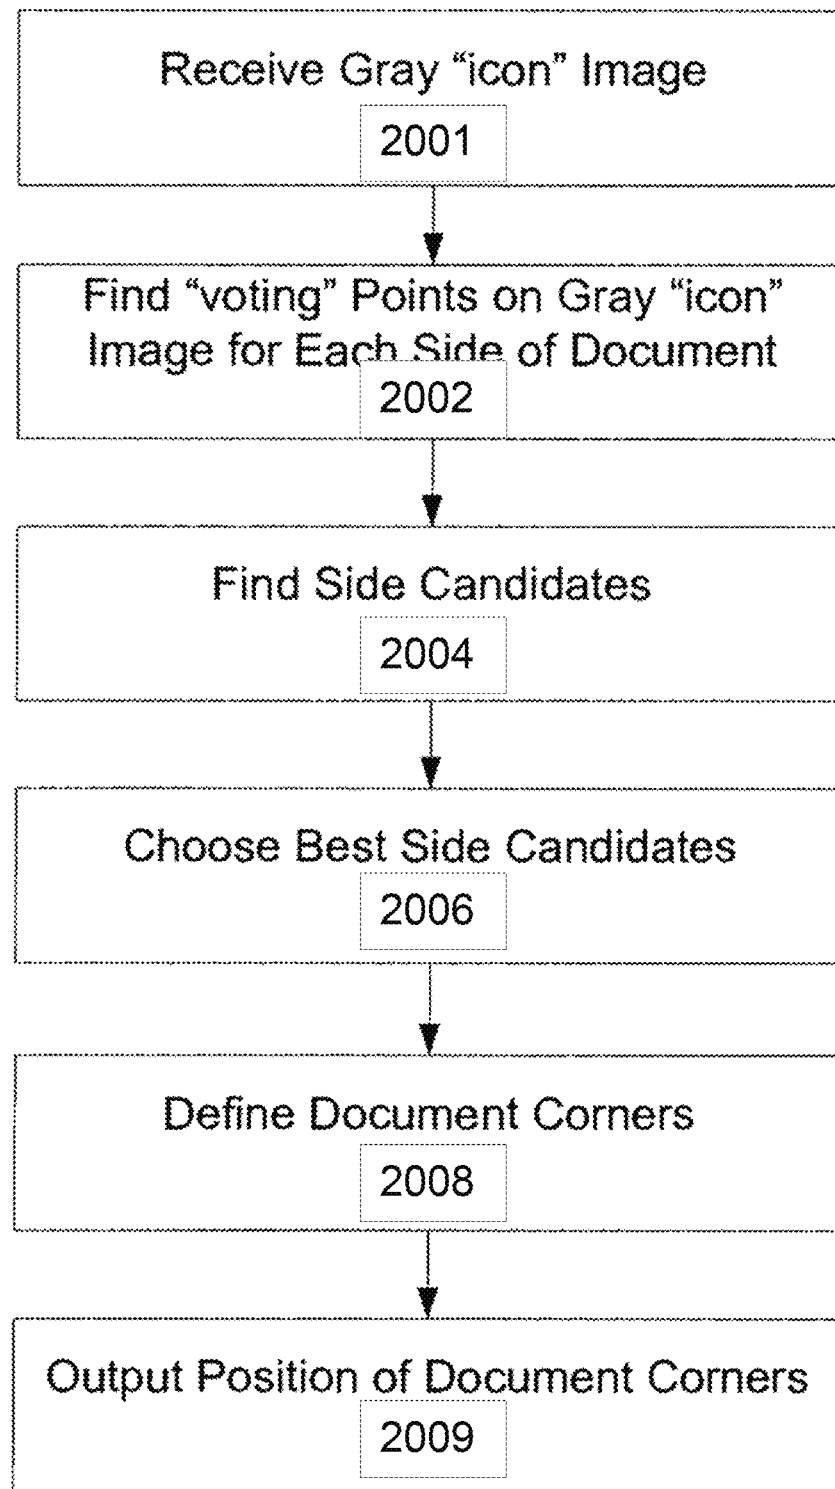 Receive Gray “icon” Image
2001
Find “voting” Points on Gray “icon”
Image for Each Side of Document
2002
Find Side Candidates
2004
Choose Best Side Candidates
2006
Define Document Corners
2008
Output Position of Document Corners
2009